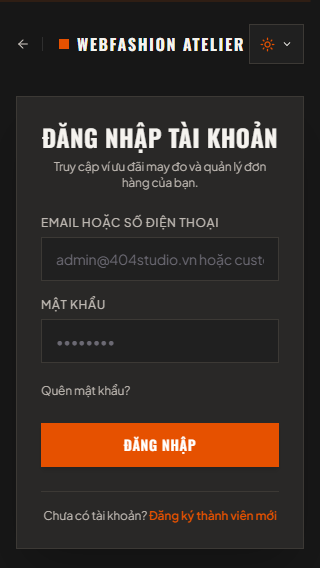 WEBFASHION ATELIER
ĐĂNG NHẬP TÀI KHOẢN
Truy cập ví ưu đãi may đo và quản lý đơn
hàng của bạn.
EMAIL HOẶC SỐ ĐIỆN THOẠI
admin@404studio.vn hoặc cust
MẬT KHẨU
Quên mật khẩu?
ĐĂNG NHẬP
Chưa có tài khoản? Đăng ký thành viên mới